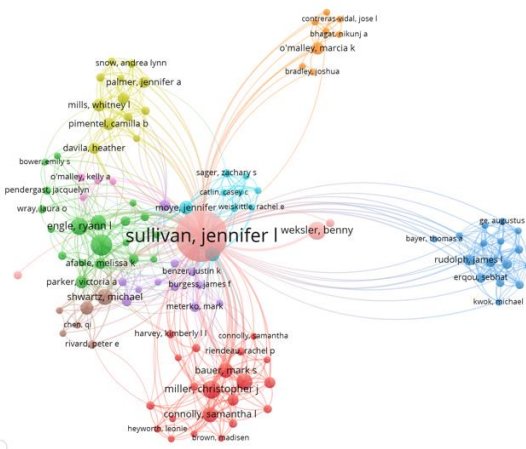 contreras-vidal, jose l
bhagat, nikunj a
o'malley, marcia k
bradley, joshua
snow, andrea lynn
palmer, jennifer a
mills, whitney l
pimentel, camilla b
davila, heather
bower, emily s
o'malley, kelly a
pendergast, jacquelyn
wray, laura o
engle, ryann l
sager, zachary s
catlin, casey c
moye, jennifer
weiskittle, rachel e
sullivan, jennifer l
weksler, benny
ge, augustus
bayer, thomas a
rudolph, james l
erqou, sebhat
kwok, michael
afable, melissa k
parker, victoria a
shwartz, michael
benzer, justin k
burgess, james f
meterko, mark
chen, qi
rivard, peter e
harvey, kimberly l l
connolly, samantha
riendeau, rachel p
bauer, mark s
miller, christopher j
connolly, samantha l
heyworth, leonie
brown, madisen